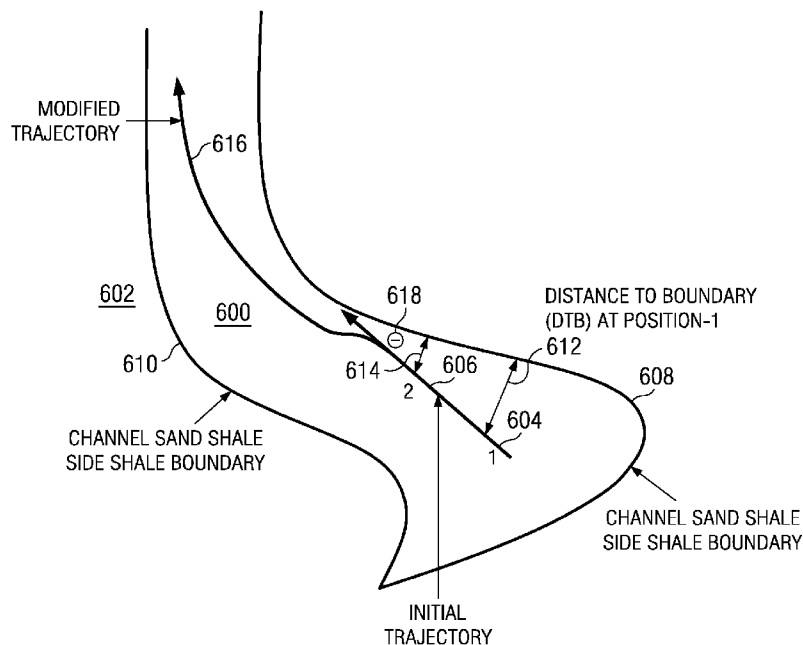 MODIFIED
TRAJECTORY
616
602
600
618
DISTANCE TO BOUNDARY
(DTB) AT POSITION-1
612
610
614
606
2
608
604
1
CHANNEL SAND SHALE
SIDE SHALE BOUNDARY
CHANNEL SAND SHALE
SIDE SHALE BOUNDARY
INITIAL
TRAJECTORY